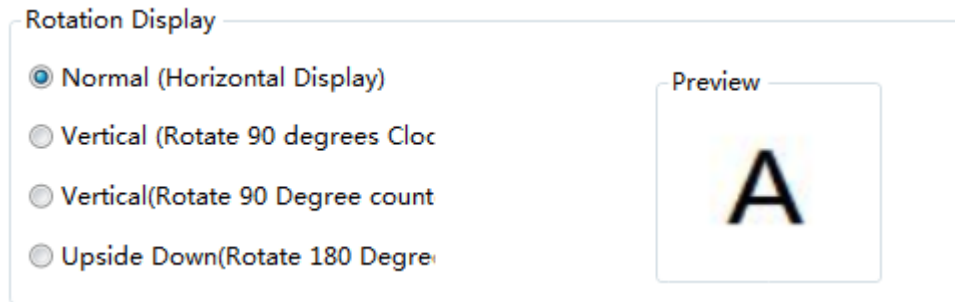 Rotation Display
Normal (Horizontal Display)
Preview
Vertical (Rotate 90 degrees Cloc
A
Vertical(Rotate 90 Degree count
Upside Down(Rotate 180 Degre